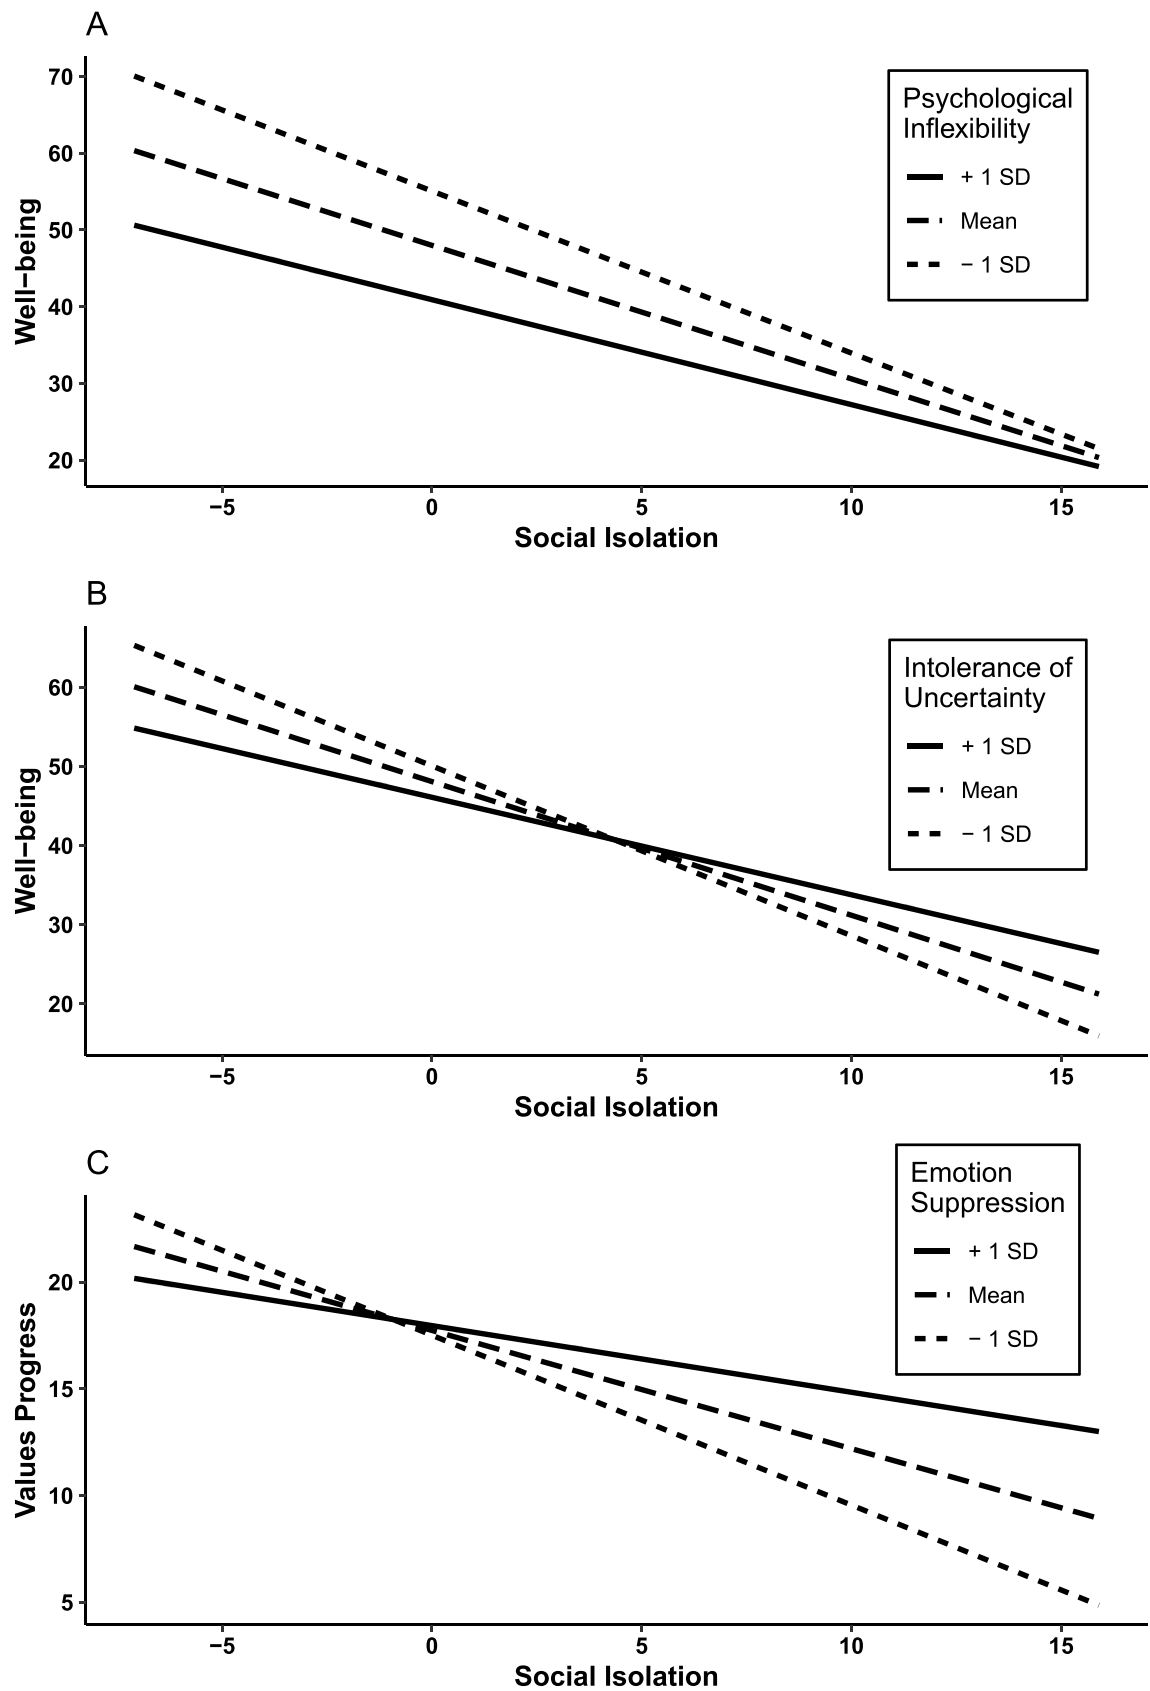 A
70
60
50
40
30
20
Well−being
Psychological
Inflexibility
+ 1 SD
Mean
− 1 SD
−5
0
5
10
15
Social Isolation
B
60
50
40
30
20
Well−being
Intolerance of
Uncertainty
+ 1 SD
Mean
− 1 SD
−5
0
5
10
15
Social Isolation
C
20
15
10
5
Values Progress
Emotion
Suppression
+ 1 SD
Mean
− 1 SD
−5
0
5
10
15
Social Isolation